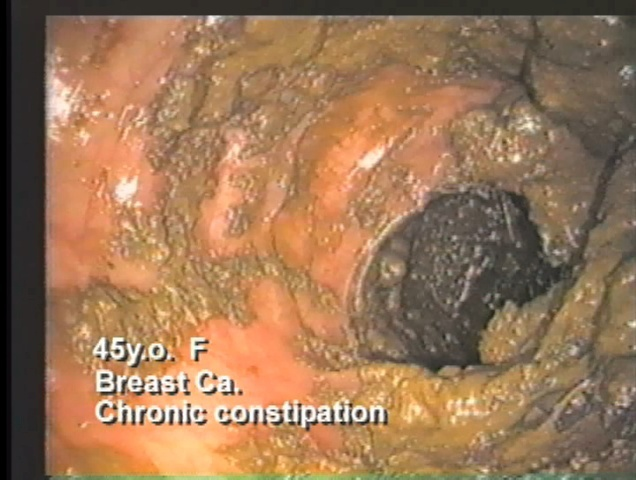 45y.o. F
Breast Ca.
Chronic constipation